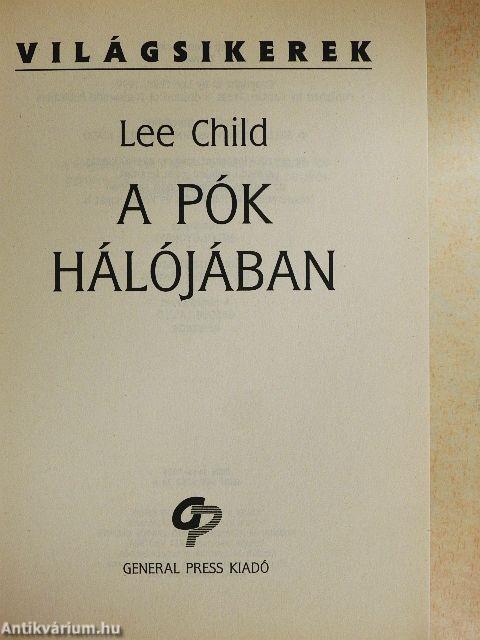 VILÁGSIKEREK
Lee Child
A PÓK
HÁLÓJÁBAN
GP
GENERAL PRESS KIADÓ
Antikvárium.hu